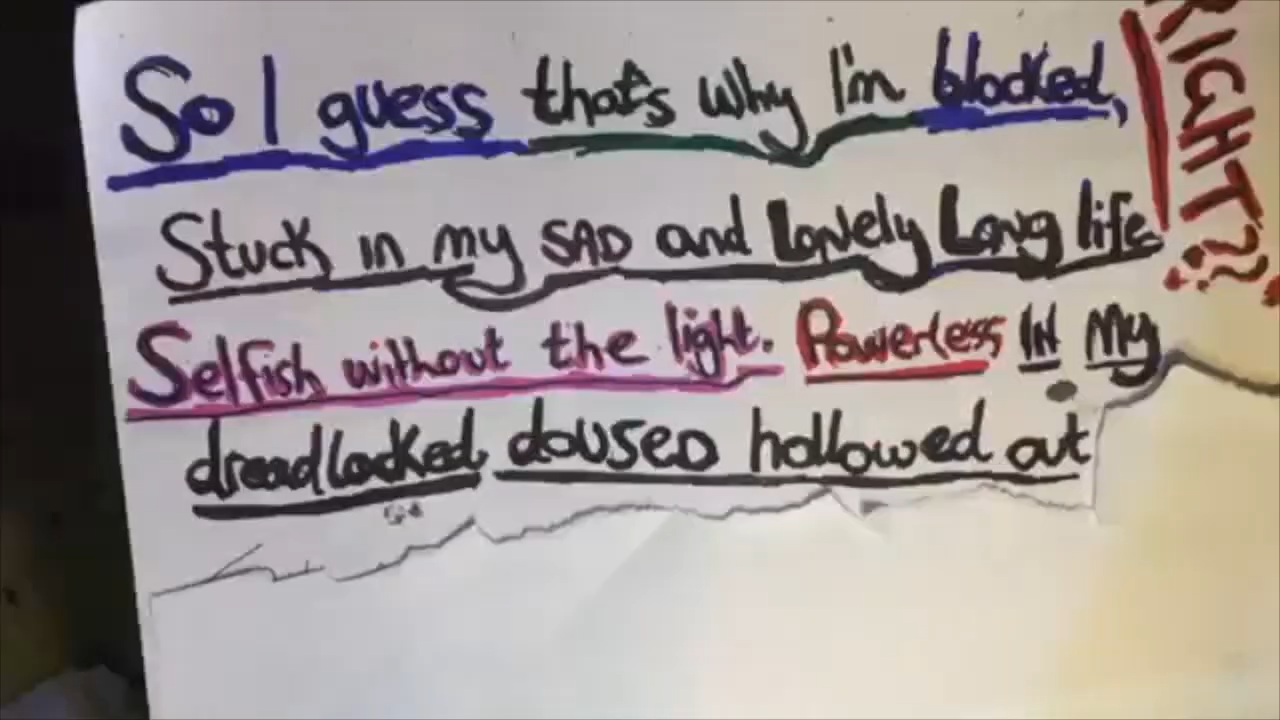 So I guess that's why I'm blocked,
Stuck in my SAD and Lonely Long life
Selfish without the light. Powerless IN My
dreadlocked, dousED hollowed out
RIGHT??